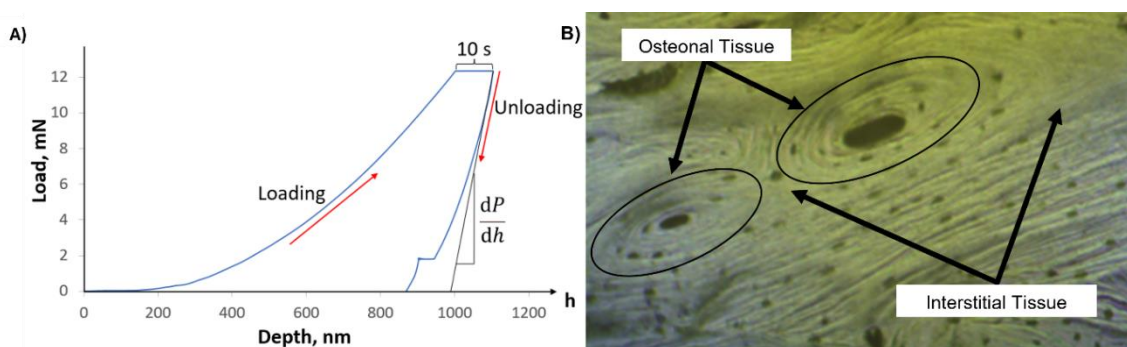 A)
10 s
12
10
8
6
4
2
0
Load, mN
Loading
Unloading
dP
dh
0
200
400
600
800
1000
1200
h
Depth, nm
B)
Osteonal Tissue
Interstitial Tissue